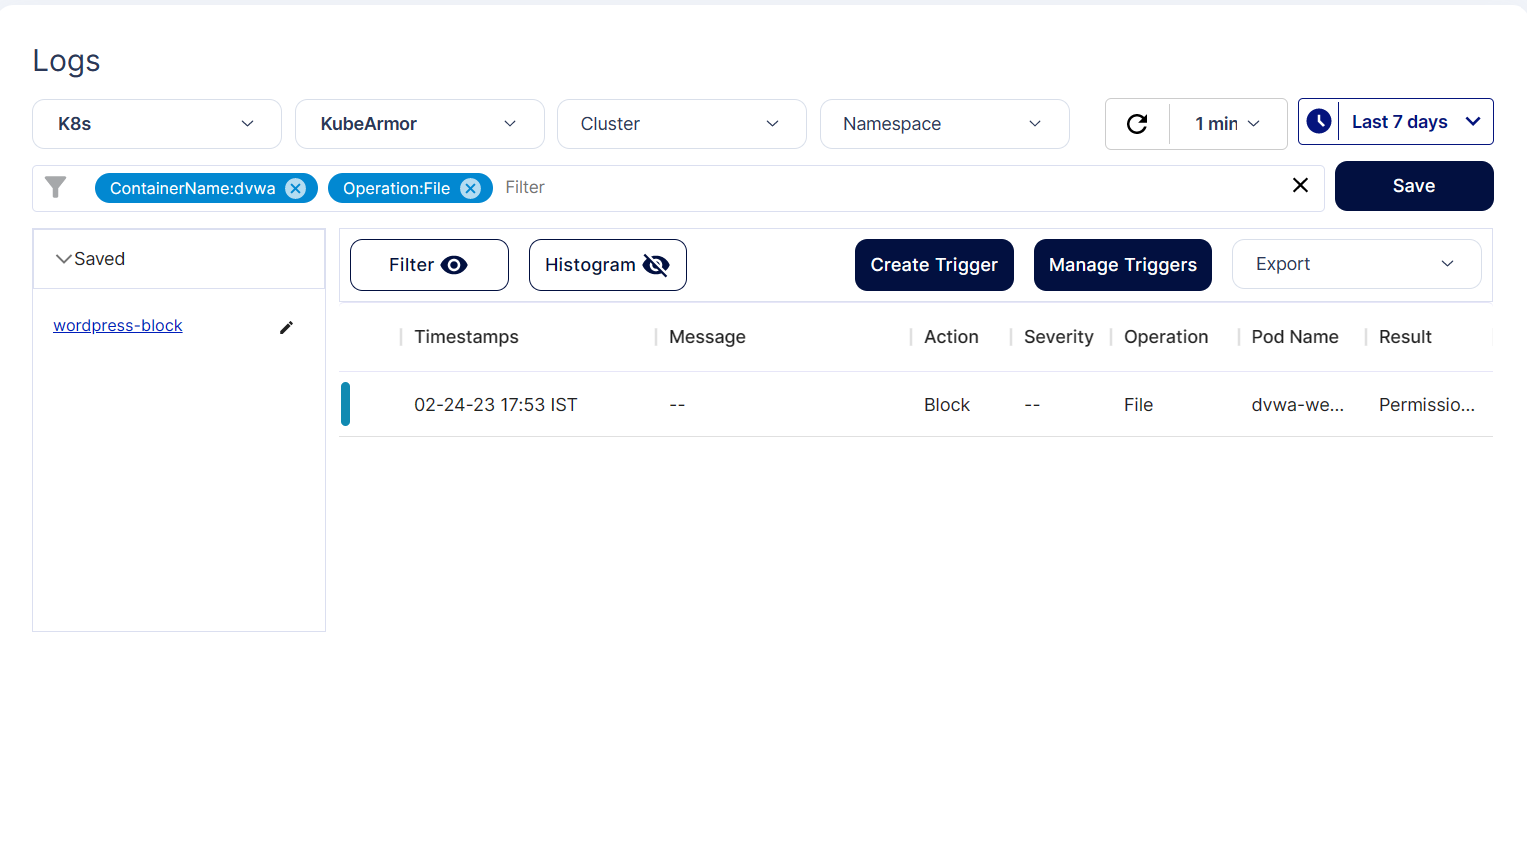 Logs
K8s KubeArmor Cluster Namespace 1 min Last 7 days
ContainerName:dvwa Operation:File Filter Save
Saved Filter Histogram Create Trigger Manage Triggers Export
wordpress-block
Timestamps Message Action Severity Operation Pod Name Result
02-24-23 17:53 IST -- Block -- File dvwa-we... Permissio...